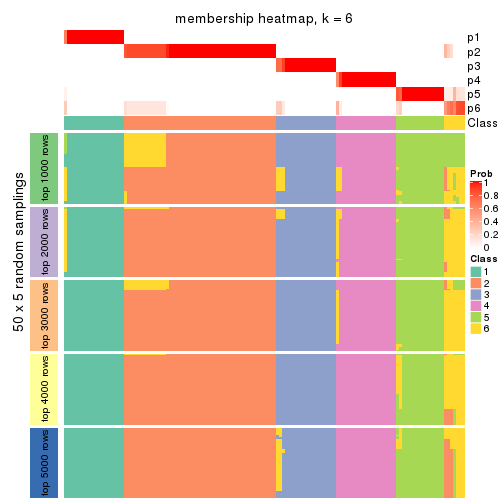 membership heatmap, k = 6
p1
p2
p3
p4
p5
p6
Class
50 x 5 random samplings
top 1000 rows
top 2000 rows
top 3000 rows
top 4000 rows
top 5000 rows
Prob
1
0.8
0.6
0.4
0.2
0
Class
1
2
3
4
5
6